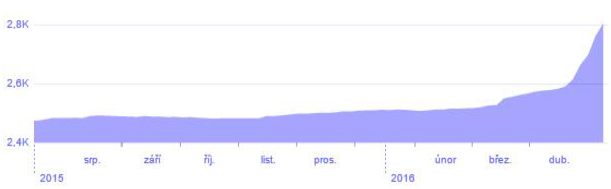 2,8K
2,6K
2,4K
srp. září říj. list. pros. únor břez. dub.
2015 2016